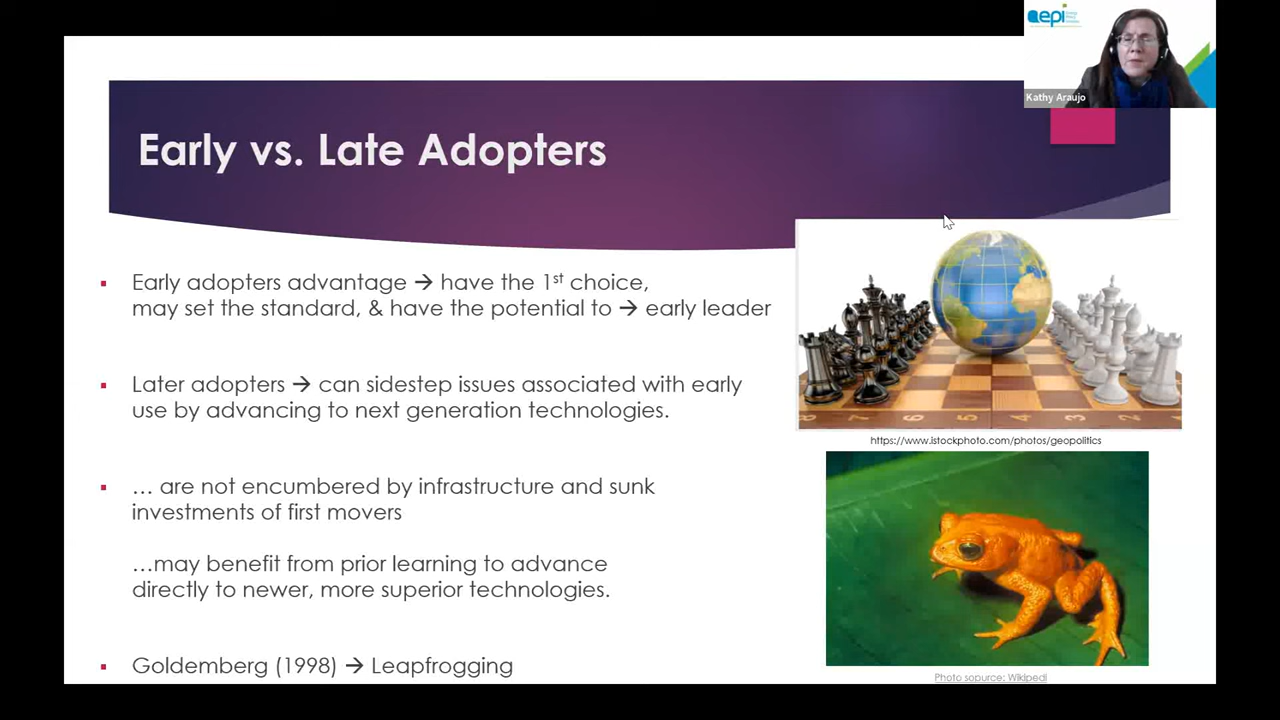 epi
Kathy Araujo
Early vs. Late Adopters
▪ Early adopters advantage → have the 1st choice,
may set the standard, & have the potential to → early leader
▪ Later adopters → can sidestep issues associated with early
use by advancing to next generation technologies.
▪ … are not encumbered by infrastructure and sunk
investments of first movers
…may benefit from prior learning to advance
directly to newer, more superior technologies.
▪ Goldemberg (1998) → Leapfrogging
https://www.istockphoto.com/photos/geopolitics
Photo sopurce: Wikipedi